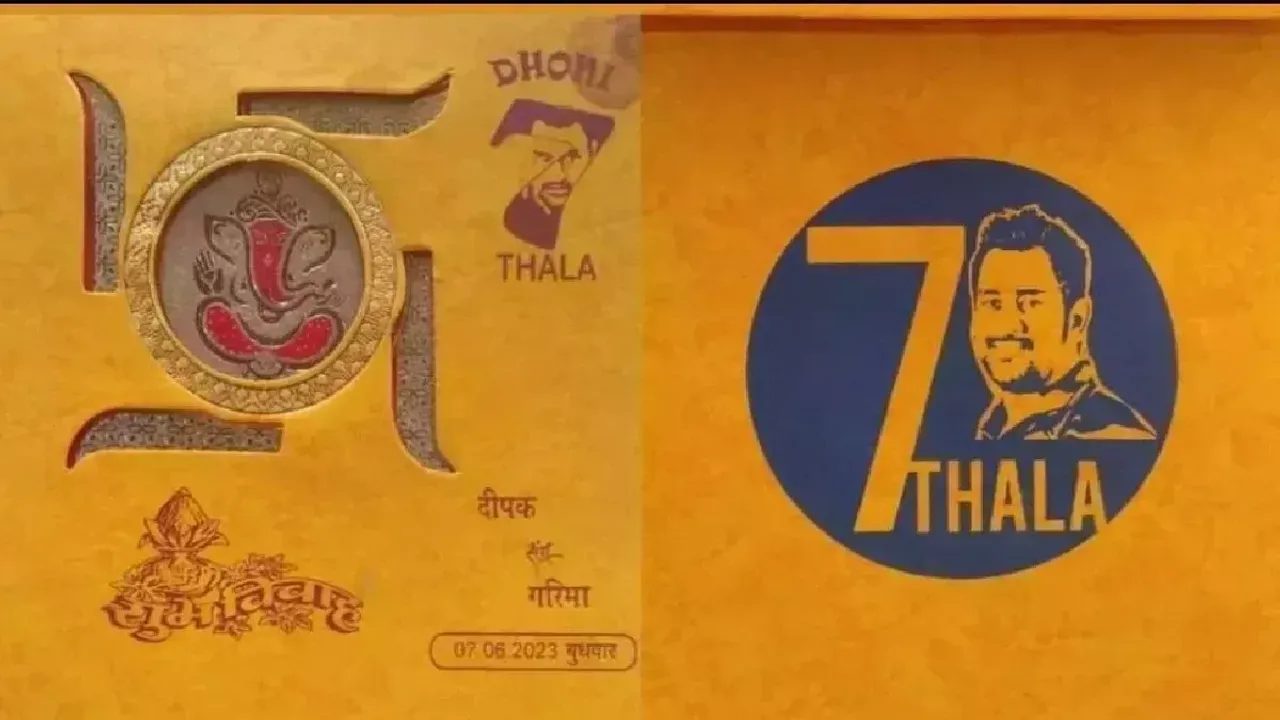 DHONI
7
THALA
शुभ विवाह
दीपक
संग
गरिमा
07.06.2023 बुधवार
7
THALA